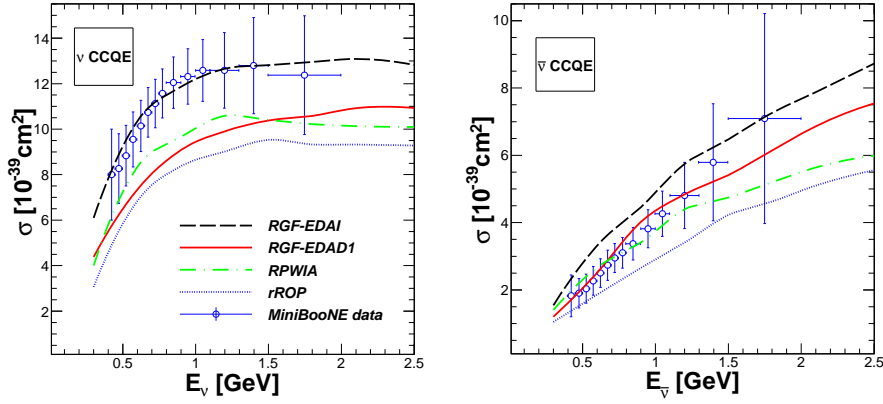 ν CCQE
σ [10⁻³⁹cm²]
14
12
10
8
6
4
2
RGF-EDAI
RGF-EDAD1
RPWIA
rROP
MiniBooNE data
0.5 1 1.5 2 2.5
E_ν [GeV]
ν̅ CCQE
σ [10⁻³⁹cm²]
10
8
6
4
2
0.5 1 1.5 2 2.5
E_ν̅ [GeV]